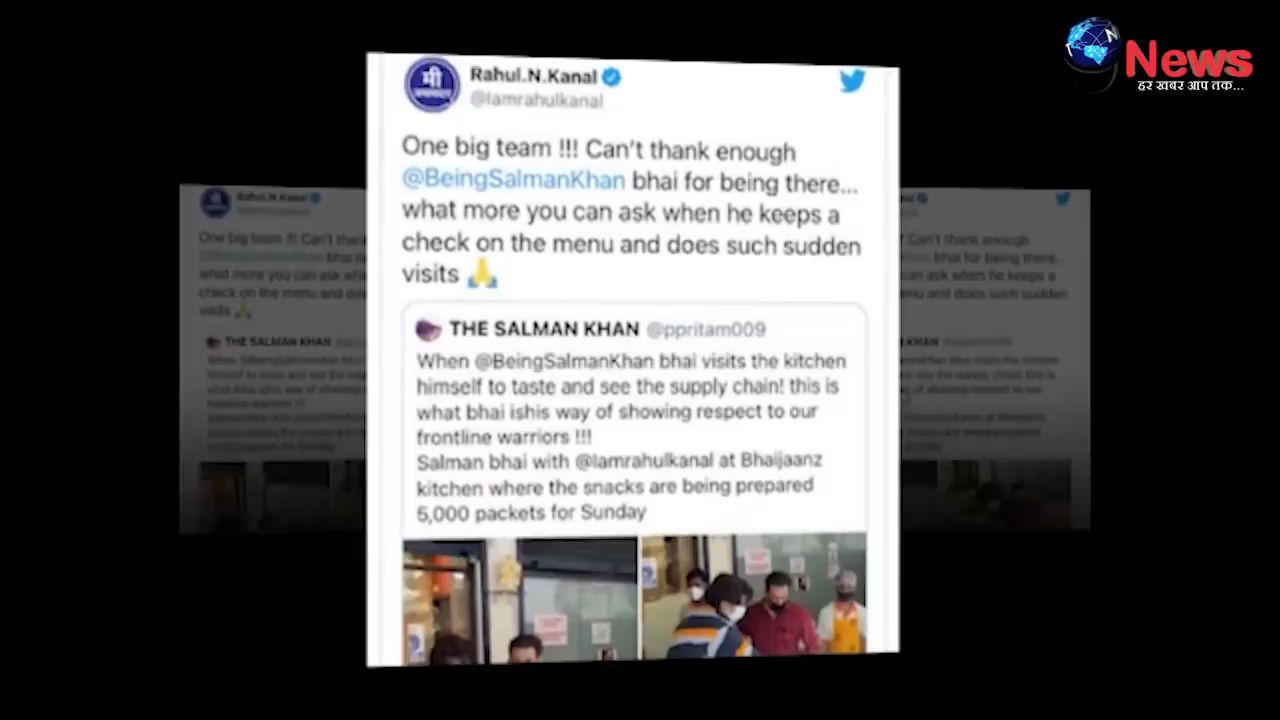 News
हर खबर आप तक...
Rahul.N.Kanal
@Iamrahulkanal
One big team !!! Can't thank enough
@BeingSalmanKhan bhai for being there...
what more you can ask when he keeps a
check on the menu and does such sudden
visits 🙏
THE SALMAN KHAN @ppritam009
When @BeingSalmanKhan bhai visits the kitchen
himself to taste and see the supply chain! this is
what bhai ishis way of showing respect to our
frontline warriors !!!
Salman bhai with @Iamrahulkanal at Bhaijaanz
kitchen where the snacks are being prepared
5,000 packets for Sunday